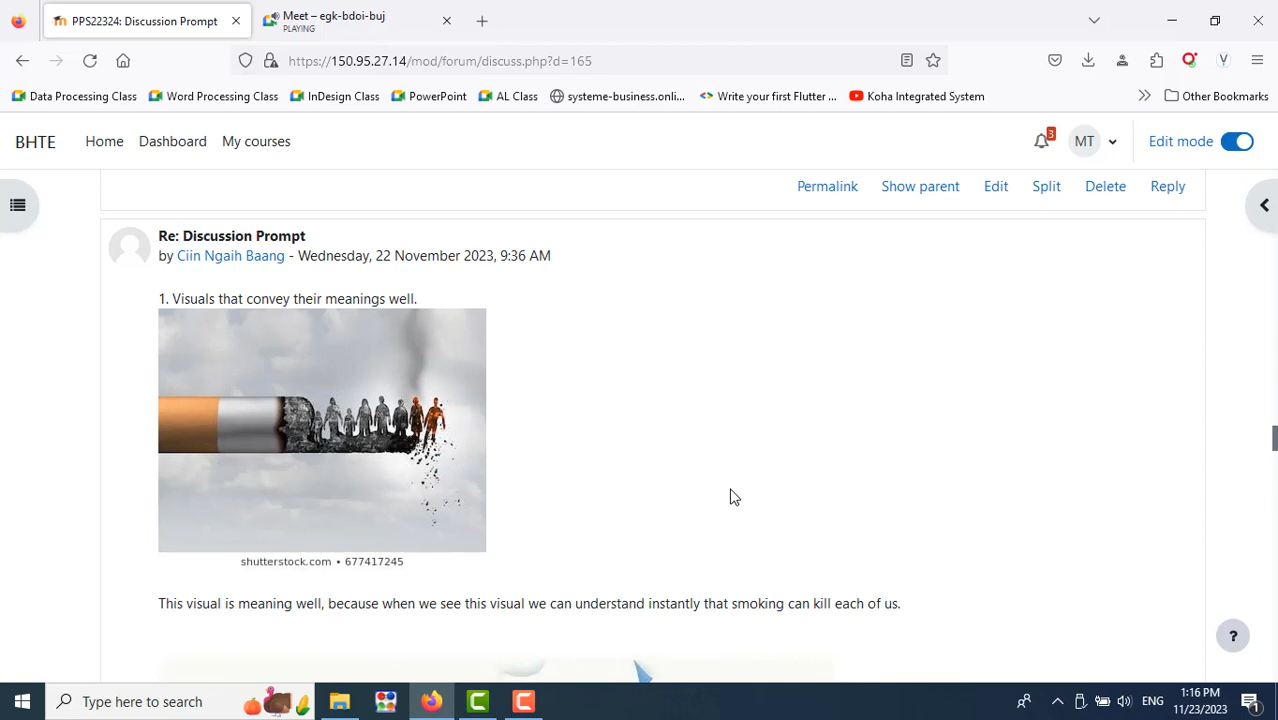 PPS22324: Discussion Prompt
Meet – egk-bdoi-buj
PLAYING
https://150.95.27.14/mod/forum/discuss.php?d=165
Data Processing Class
Word Processing Class
InDesign Class
PowerPoint
AL Class
systeme-business.onli...
Write your first Flutter ...
Koha Integrated System
Other Bookmarks
BHTE
Home
Dashboard
My courses
3
MT
Edit mode
Permalink
Show parent
Edit
Split
Delete
Reply
Re: Discussion Prompt
by Ciin Ngaih Baang - Wednesday, 22 November 2023, 9:36 AM
1. Visuals that convey their meanings well.
shutterstock.com • 677417245
This visual is meaning well, because when we see this visual we can understand instantly that smoking can kill each of us.
?
Type here to search
ENG
1:16 PM
11/23/2023
1